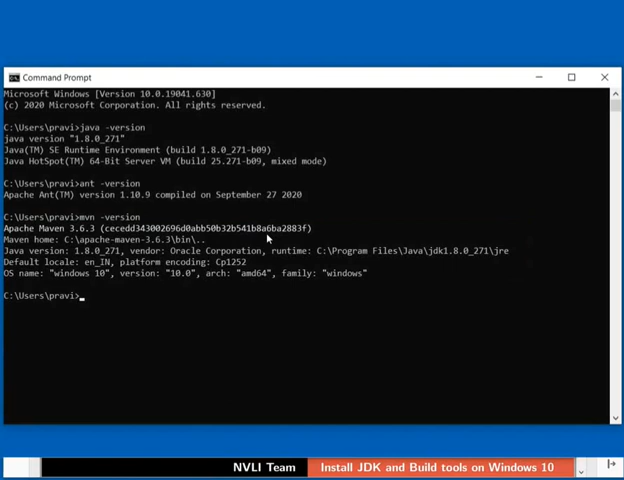 Command Prompt
Microsoft Windows [Version 10.0.19041.630]
(c) 2020 Microsoft Corporation. All rights reserved.
C:\Users\pravi>java -version
java version "1.8.0_271"
Java(TM) SE Runtime Environment (build 1.8.0_271-b09)
Java HotSpot(TM) 64-Bit Server VM (build 25.271-b09, mixed mode)
C:\Users\pravi>ant -version
Apache Ant(TM) version 1.10.9 compiled on September 27 2020
C:\Users\pravi>mvn -version
Apache Maven 3.6.3 (cecedd343002696d0abb50b32b541b8a6ba2883f)
Maven home: C:\apache-maven-3.6.3\bin\..
Java version: 1.8.0_271, vendor: Oracle Corporation, runtime: C:\Program Files\Java\jdk1.8.0_271\jre
Default locale: en_IN, platform encoding: Cp1252
OS name: "windows 10", version: "10.0", arch: "amd64", family: "windows"
C:\Users\pravi>
NVLI Team
Install JDK and Build tools on Windows 10